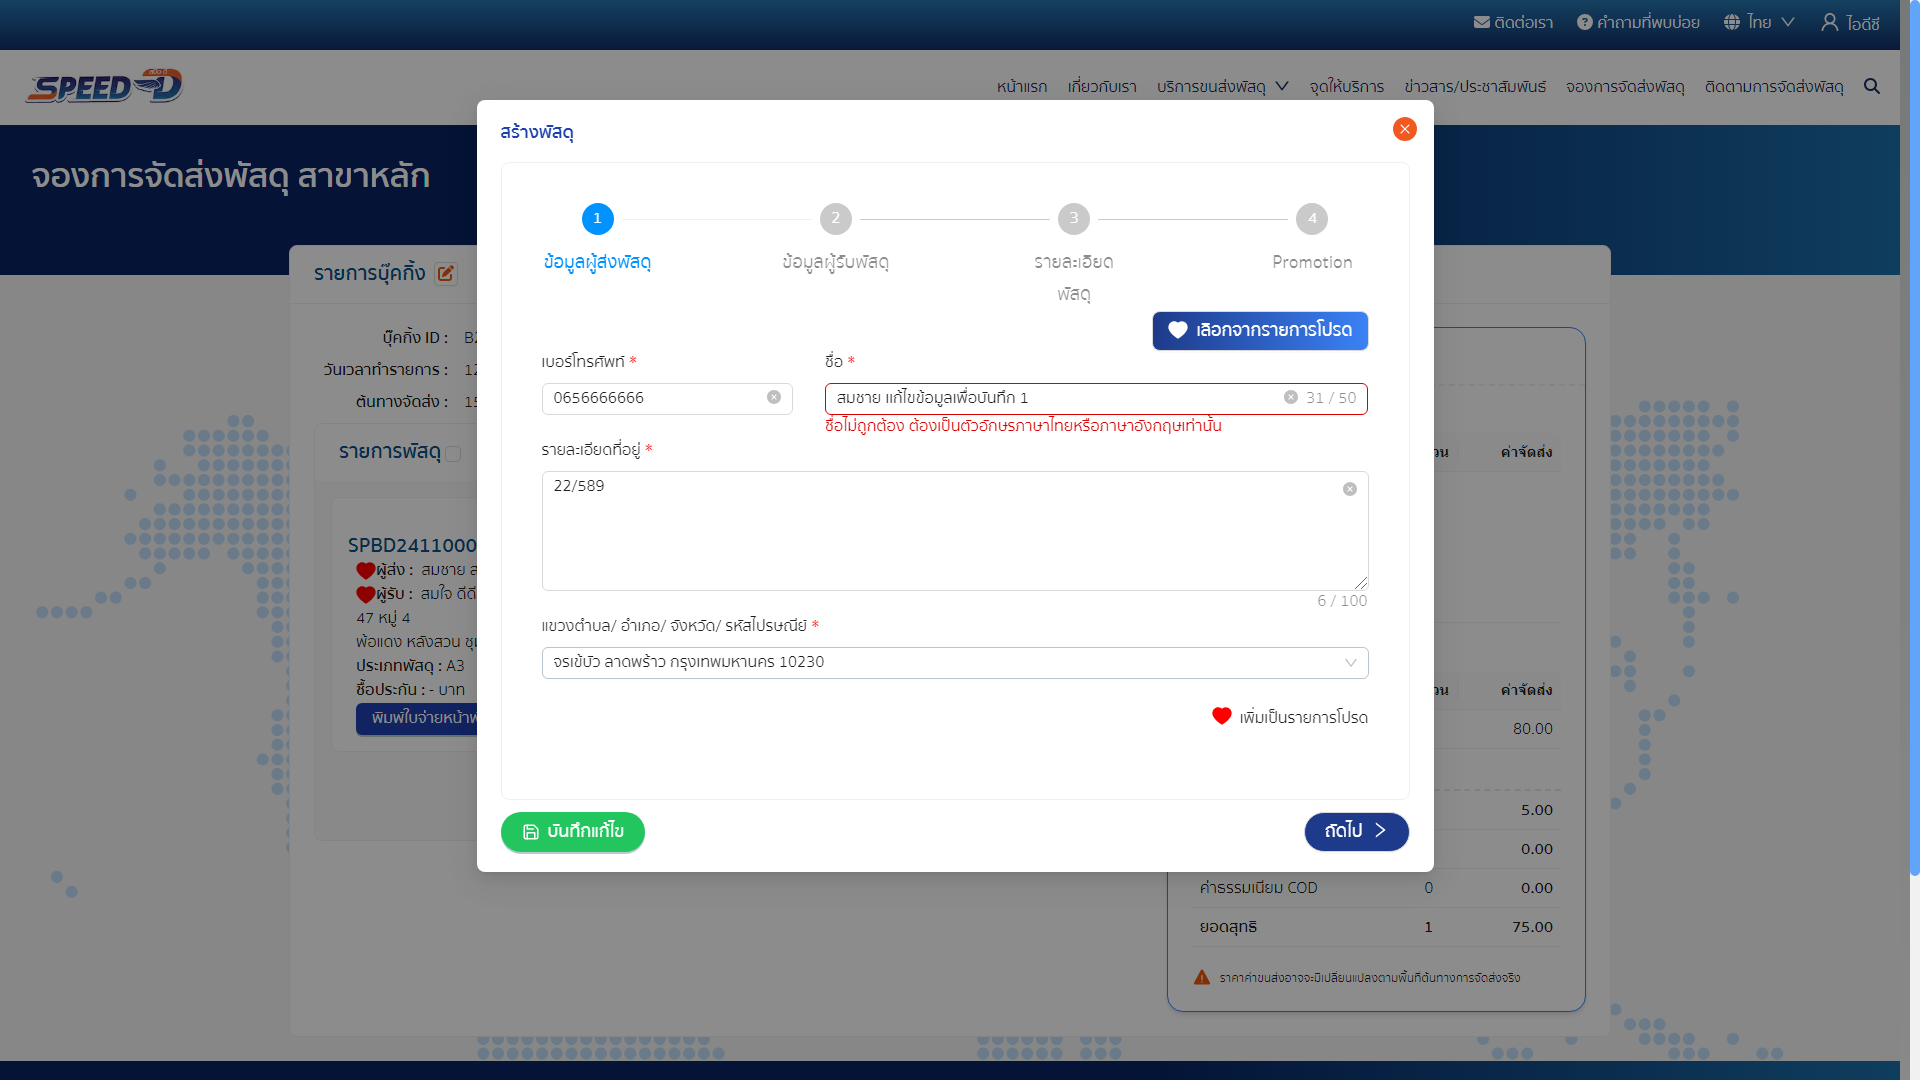 ติดต่อเรา คำถามที่พบบ่อย ไทย ไอดีซี
SPEED D
หน้าแรก เกี่ยวกับเรา บริการขนส่งพัสดุ จุดให้บริการ ข่าวสาร/ประชาสัมพันธ์ จองการจัดส่งพัสดุ ติดตามการจัดส่งพัสดุ
จองการจัดส่งพัสดุ สาขาหลัก
สร้างพัสดุ
1 2 3 4
ข้อมูลผู้ส่งพัสดุ ข้อมูลผู้รับพัสดุ รายละเอียด Promotion
พัสดุ
เลือกจากรายการโปรด
เบอร์โทรศัพท์ * ชื่อ *
0656666666 สมชาย แก้ไขข้อมูลเพื่อบันทึก 1 31 / 50
ชื่อไม่ถูกต้อง ต้องเป็นตัวอักษรภาษาไทยหรือภาษาอังกฤษเท่านั้น
รายละเอียดที่อยู่ *
22/589
6 / 100
แขวงตำบล/ อำเภอ/ จังหวัด/ รหัสไปรษณีย์ *
จรเข้บัว ลาดพร้าว กรุงเทพมหานคร 10230
เพิ่มเป็นรายการโปรด
บันทึกแก้ไข ถัดไป
รายการบุ๊คกิ้ง
บุ๊คกิ้ง ID :
วันเวลาทำรายการ : 12
ต้นทางจัดส่ง : 15
รายการพัสดุ
SPBD2411000
ผู้ส่ง : สมชาย
ผู้รับ : สมใจ ดีดี
47 หมู่ 4
พ้อแดง หลังสวน
ประเภทพัสดุ : A3
ซื้อประกัน : - บาท
พิมพ์ใบจ่ายหน้า
ค่าจัดส่ง
ค่าจัดส่ง
80.00
5.00
0.00
ค่าธรรมเนียม COD 0 0.00
ยอดสุทธิ 1 75.00
ราคาค่าขนส่งอาจจะมีเปลี่ยนแปลงตามพื้นที่ต้นทางการจัดส่งจริง